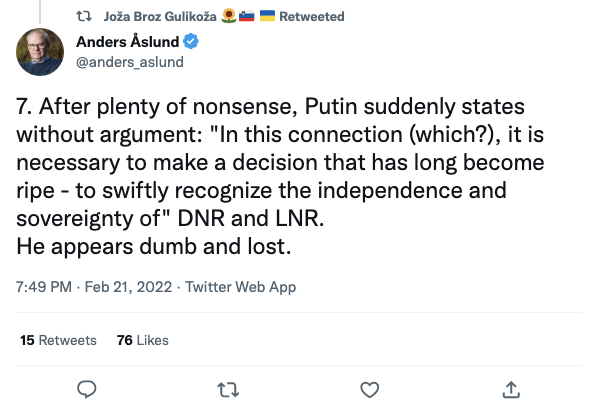 Joža Broz Gulikoža 🌻🇸🇮 🇺🇦 Retweeted
Anders Åslund
@anders_aslund
7. After plenty of nonsense, Putin suddenly states
without argument: "In this connection (which?), it is
necessary to make a decision that has long become
ripe - to swiftly recognize the independence and
sovereignty of" DNR and LNR.
He appears dumb and lost.
7:49 PM · Feb 21, 2022 · Twitter Web App
15 Retweets 76 Likes